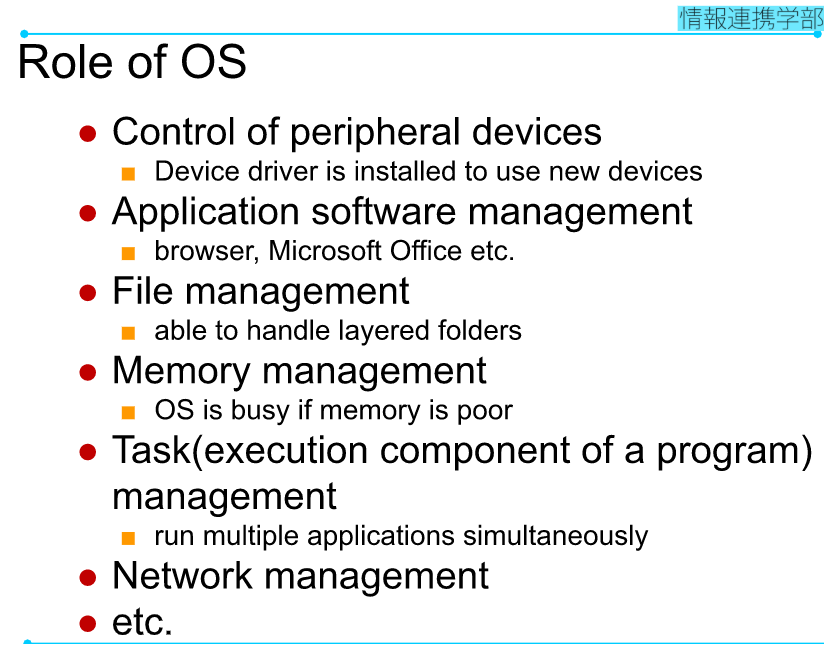 情報連携学部
Role of OS
Control of peripheral devices
Device driver is installed to use new devices
Application software management
browser, Microsoft Office etc.
File management
able to handle layered folders
Memory management
OS is busy if memory is poor
Task(execution component of a program)
management
run multiple applications simultaneously
Network management
etc.